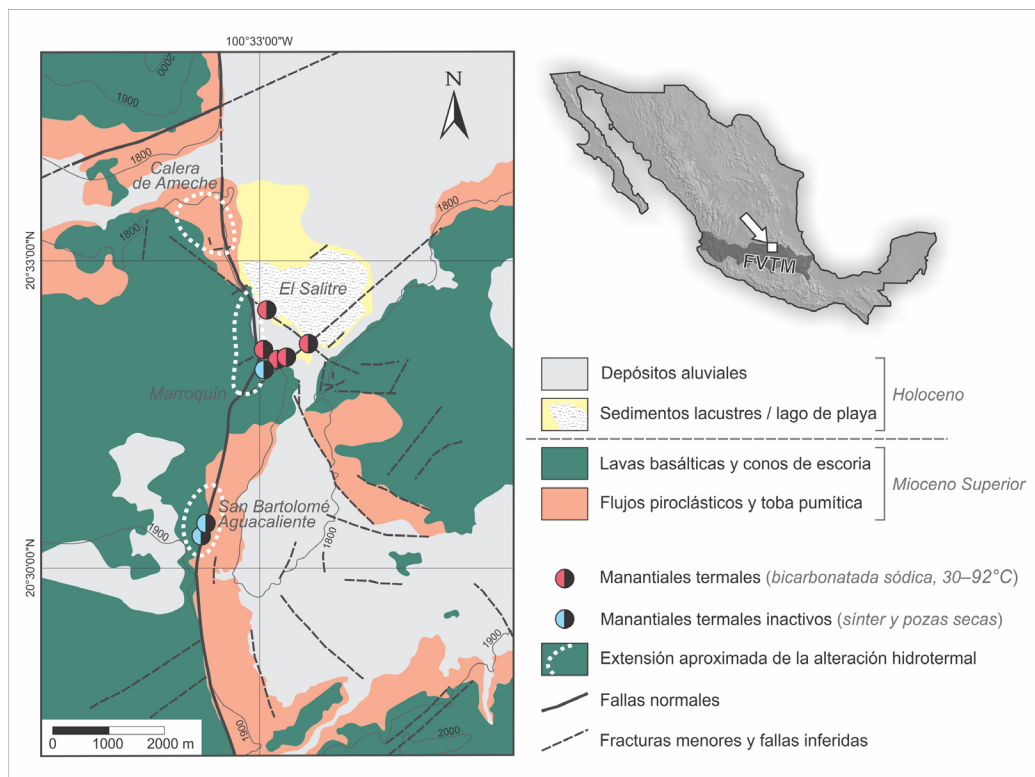 100°33'00"W
2000
1900
N
1800
Calera
de Ameche
1800
1800
20°33'00"N
El Salitre
Marroquín
San Bartolomé
Aguacaliente
1900
1800
20°30'00"N
1900
1900
2000
0 1000 2000 m
FVTM
Depósitos aluviales
Holoceno
Sedimentos lacustres / lago de playa
Lavas basálticas y conos de escoria
Mioceno Superior
Flujos piroclásticos y toba pumítica
Manantiales termales (bicarbonatada sódica, 30–92°C)
Manantiales termales inactivos (sínter y pozas secas)
Extensión aproximada de la alteración hidrotermal
Fallas normales
Fracturas menores y fallas inferidas